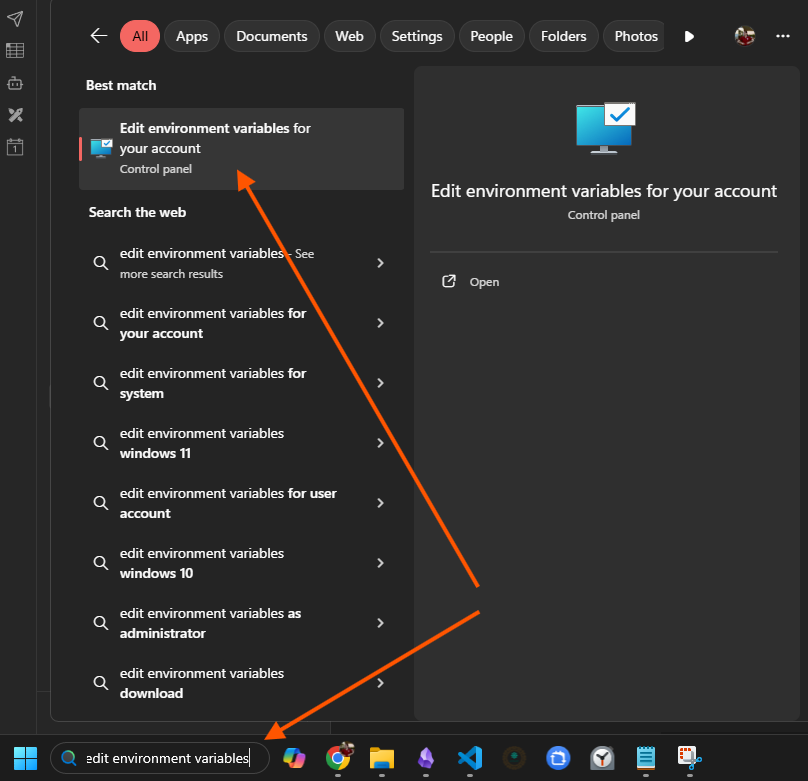 All Apps Documents Web Settings People Folders Photos
Best match
Edit environment variables for
your account
Control panel
Search the web
edit environment variables - See
more search results
edit environment variables for
your account
edit environment variables for
system
edit environment variables
windows 11
edit environment variables for user
account
edit environment variables
windows 10
edit environment variables as
administrator
edit environment variables
download
Edit environment variables for your account
Control panel
Open
1
edit environment variables